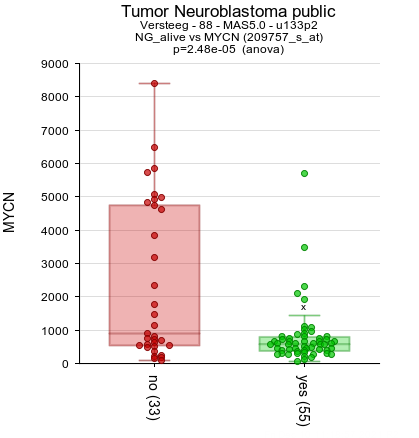 Tumor Neuroblastoma public
Versteeg - 88 - MAS5.0 - u133p2
NG_alive vs MYCN (209757_s_at)
p=2.48e-05 (anova)
9000
8000
7000
6000
5000
4000
3000
2000
1000
0
MYCN
x
no (33)
yes (55)